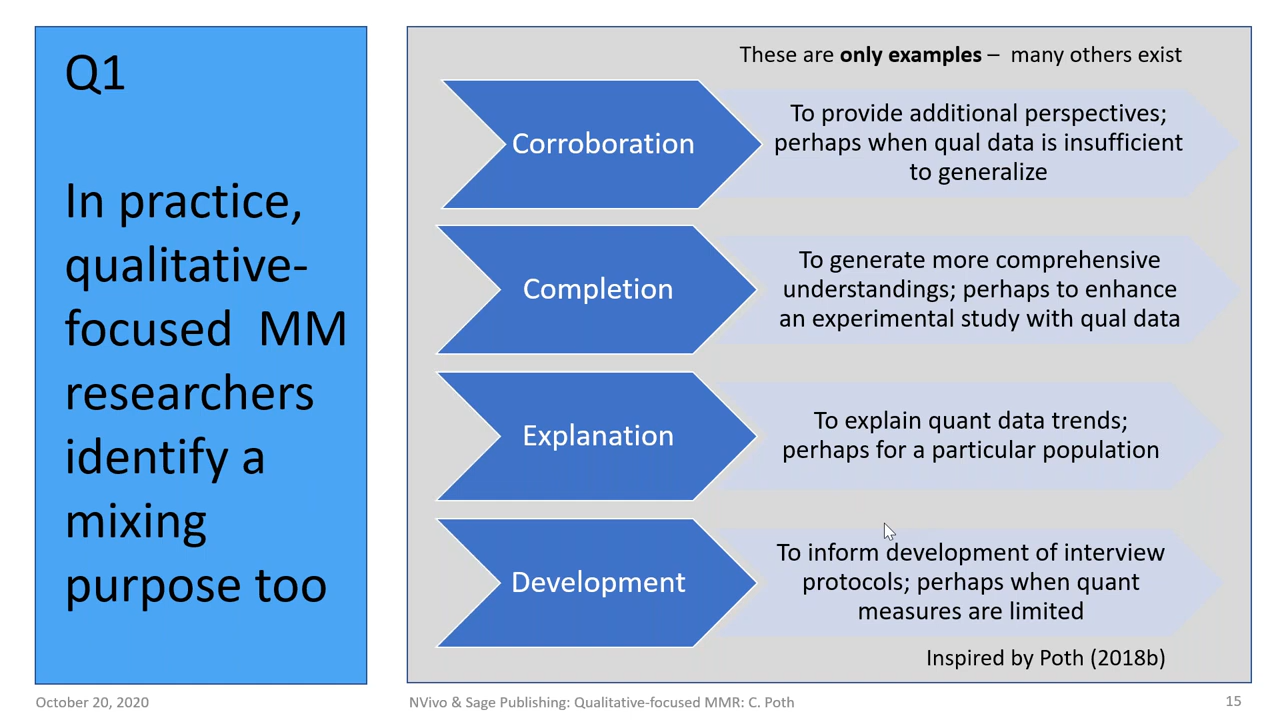 Q1
In practice,
qualitative-
focused  MM
researchers
identify a
mixing
purpose too
These are only examples –  many others exist
Corroboration
To provide additional perspectives;
perhaps when qual data is insufficient
to generalize
Completion
To generate more comprehensive
understandings; perhaps to enhance
an experimental study with qual data
Explanation
To explain quant data trends;
perhaps for a particular population
Development
To inform development of interview
protocols; perhaps when quant
measures are limited
Inspired by Poth (2018b)
October 20, 2020
NVivo & Sage Publishing: Qualitative-focused MMR: C. Poth
15